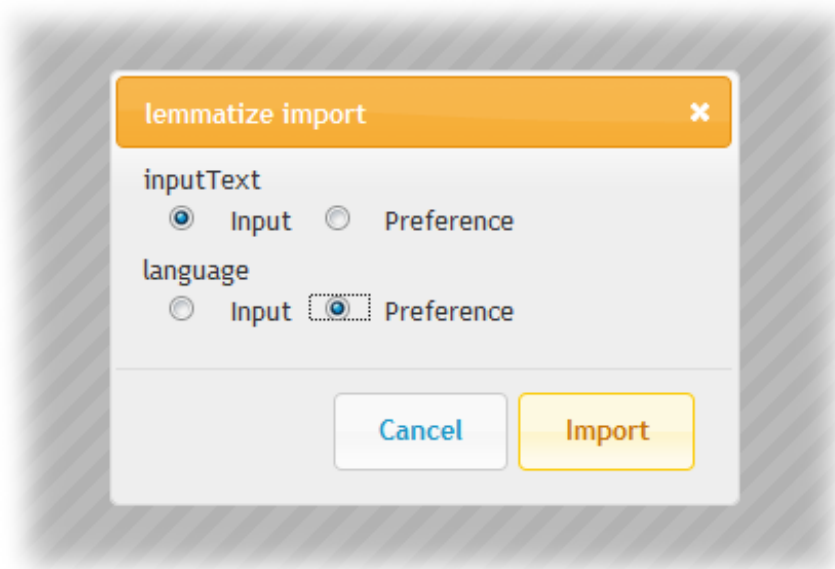 lemmatize import
inputText
Input Preference
language
Input Preference
Cancel Import